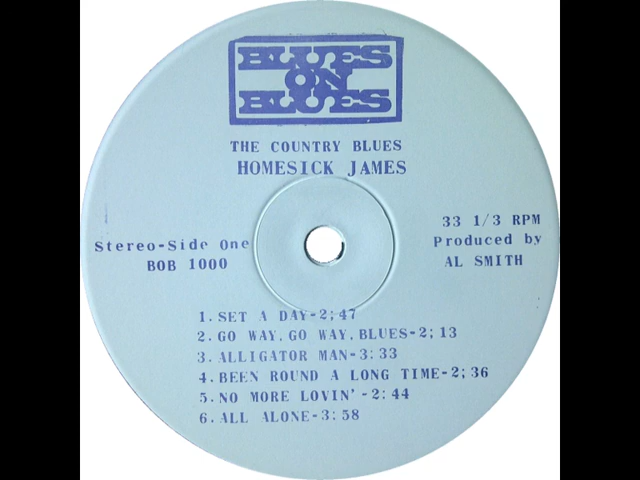 BLUES
ON
BLUES
THE COUNTRY BLUES
HOMESICK JAMES
Stereo-Side One
BOB 1000
33 1/3 RPM
Produced by
AL SMITH
1. SET A DAY-2;47
2. GO WAY, GO WAY, BLUES-2; 13
3. ALLIGATOR MAN-3: 33
4. BEEN ROUND A LONG TIME-2; 36
5. NO MORE LOVIN'-2:44
6. ALL ALONE-3:58